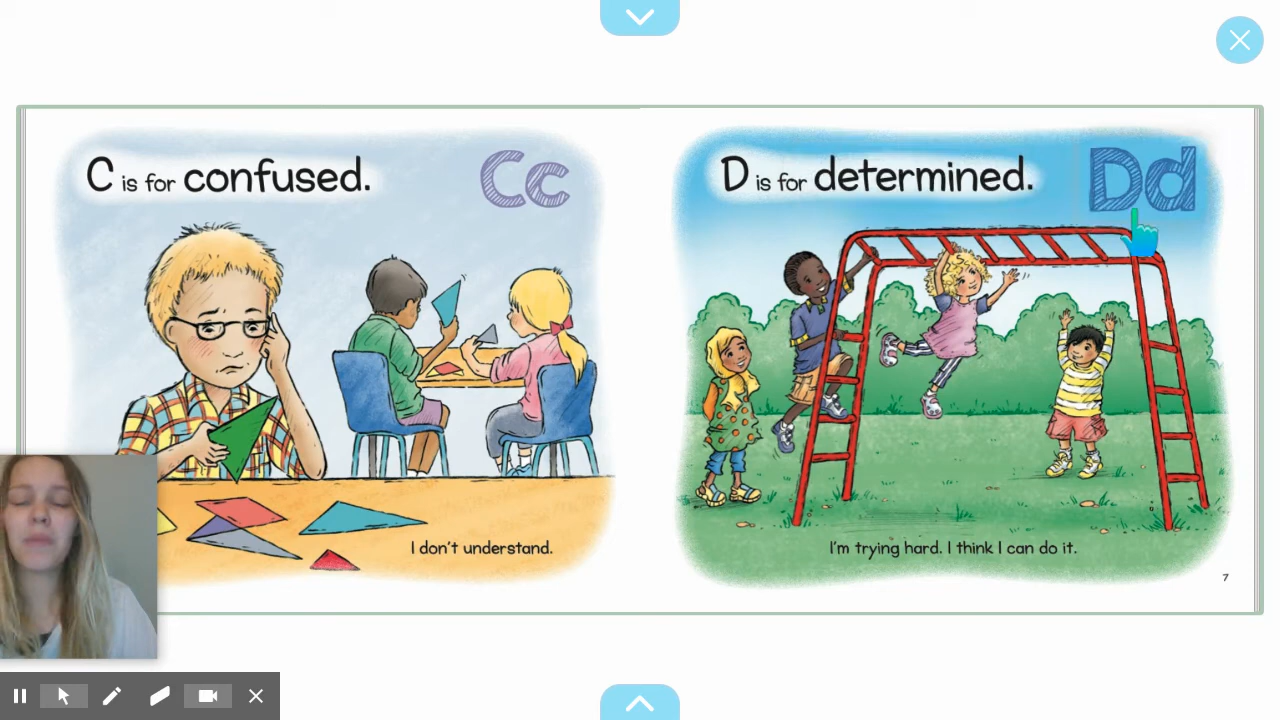 C is for confused.
Cc
I don't understand.
D is for determined.
Dd
I'm trying hard. I think I can do it.
7